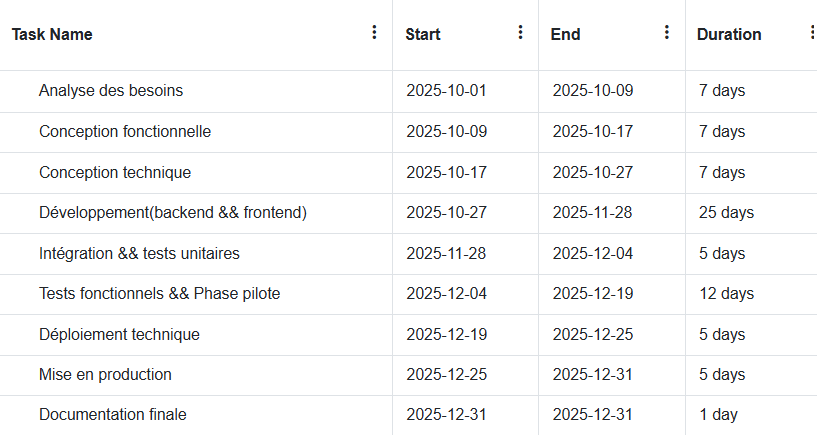 Task Name Start End Duration
Analyse des besoins 2025-10-01 2025-10-09 7 days
Conception fonctionnelle 2025-10-09 2025-10-17 7 days
Conception technique 2025-10-17 2025-10-27 7 days
Développement(backend && frontend) 2025-10-27 2025-11-28 25 days
Intégration && tests unitaires 2025-11-28 2025-12-04 5 days
Tests fonctionnels && Phase pilote 2025-12-04 2025-12-19 12 days
Déploiement technique 2025-12-19 2025-12-25 5 days
Mise en production 2025-12-25 2025-12-31 5 days
Documentation finale 2025-12-31 2025-12-31 1 day